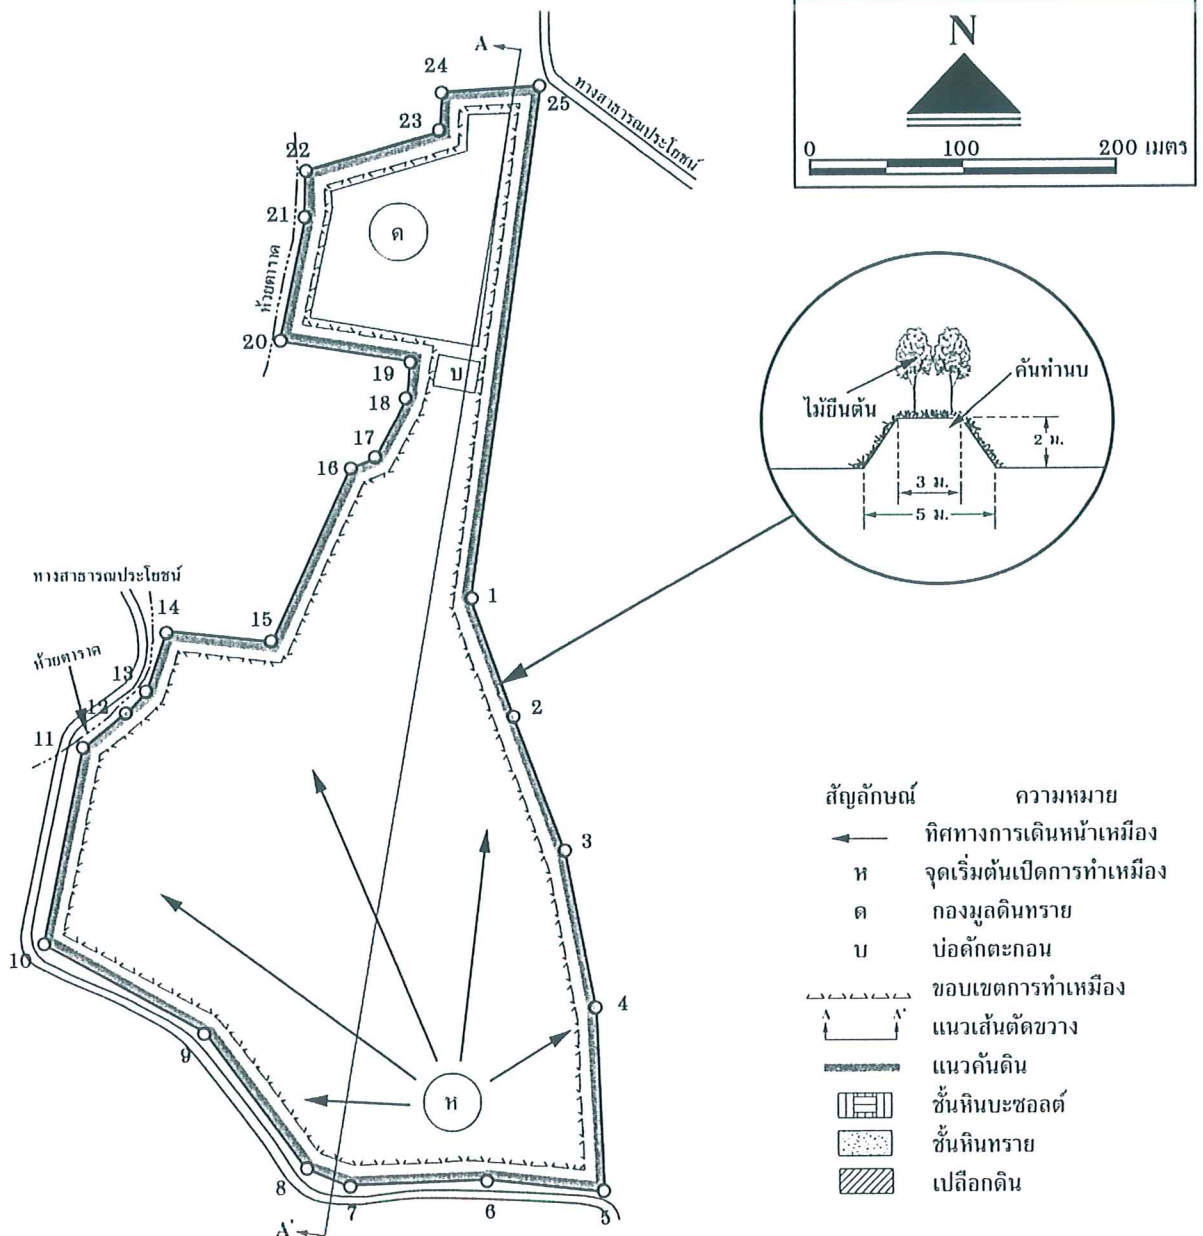 N
0 100 200 เมตร
A
24
25
ทางสาธารณประโยชน์
23
22
21
ด
ห้วยตาราด
20
19
บ
18
17
16
ไม้ยืนต้น
คันทำนบ
2 ม.
3 ม.
5 ม.
ทางสาธารณประโยชน์
14
15
1
ห้วยตาราด
13
12
11
2
3
10
9
4
ห
8
7
6
5
A'
สัญลักษณ์ ความหมาย
ทิศทางการเดินหน้าเหมือง
ห จุดเริ่มต้นเปิดการทำเหมือง
ด กองมูลดินทราย
บ บ่อดักตะกอน
ขอบเขตการทำเหมือง
A A' แนวเส้นตัดขวาง
แนวคันดิน
ชั้นหินบะซอลต์
ชั้นหินทราย
เปลือกดิน